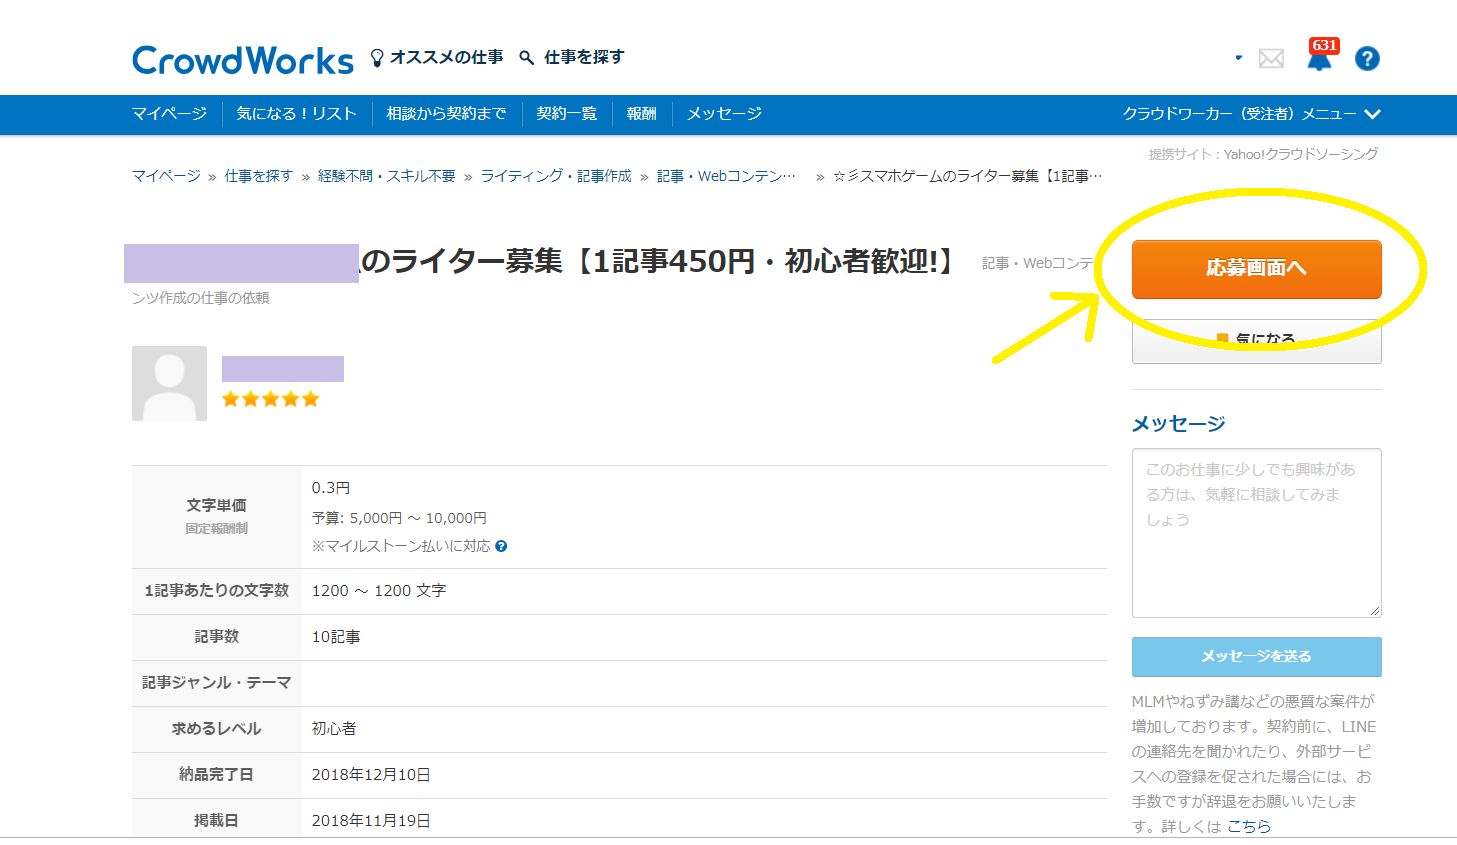 CrowdWorks オススメの仕事 仕事を探す
631
?
マイページ 気になる！リスト 相談から契約まで 契約一覧 報酬 メッセージ クラウドワーカー（受注者）メニュー
提携サイト : Yahoo!クラウドソーシング
マイページ » 仕事を探す » 経験不問・スキル不要 » ライティング・記事作成 » 記事・Webコンテン… » ☆彡スマホゲームのライター募集【1記事…
のライター募集【1記事450円・初心者歓迎!】 記事・Webコンテ
ンツ作成の仕事の依頼
応募画面へ
気になる
文字単価
固定報酬制
0.3円
予算: 5,000円 ～ 10,000円
※マイルストーン払いに対応 ?
1記事あたりの文字数 1200 ～ 1200 文字
記事数 10記事
記事ジャンル・テーマ
求めるレベル 初心者
納品完了日 2018年12月10日
掲載日 2018年11月19日
メッセージ
このお仕事に少しでも興味があ
る方は、気軽に相談してみま
しょう
メッセージを送る
MLMやねずみ講などの悪質な案件が
増加しております。契約前に、LINE
の連絡先を聞かれたり、外部サービ
スへの登録を促された場合には、お
手数ですが辞退をお願いいたしま
す。詳しくは こちら